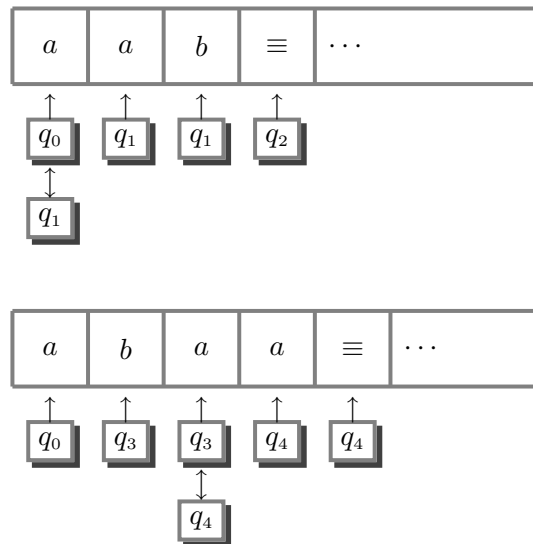 a a b ≡ ⋯
q₀ q₁ q₁ q₂
q₁
a b a a ≡ ⋯
q₀ q₃ q₃ q₄ q₄
q₄